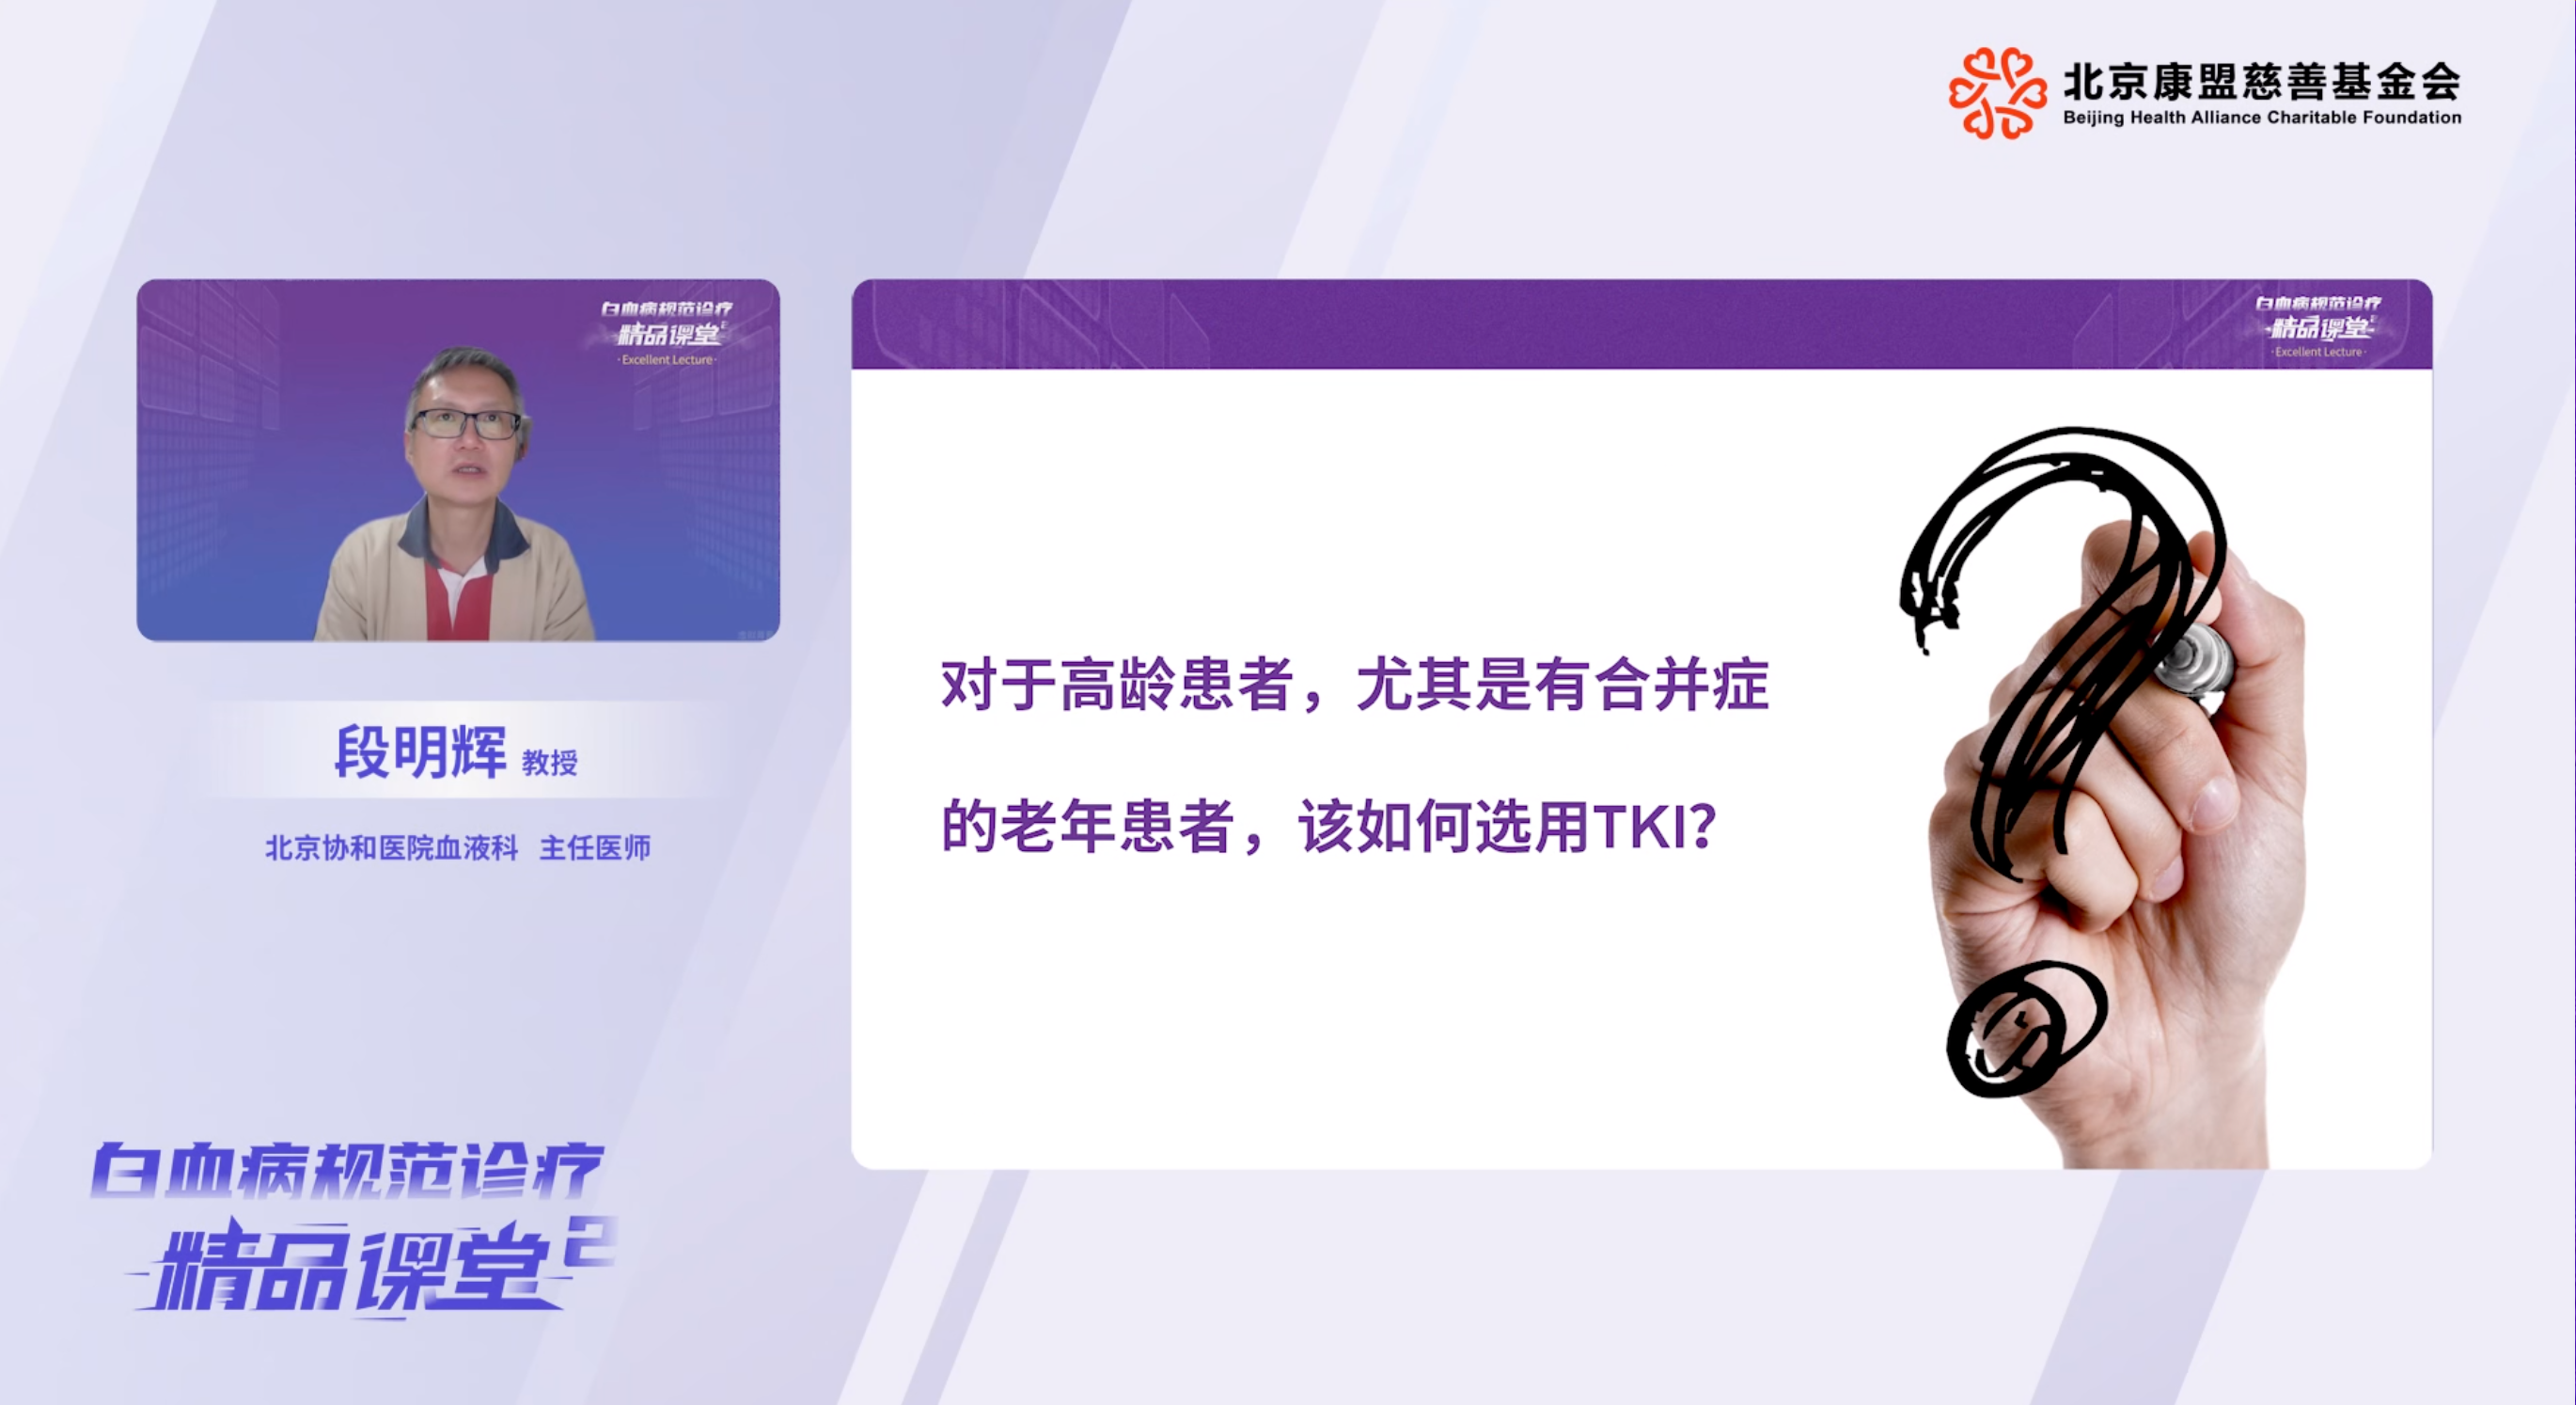 北京康盟慈善基金会
Beijing Health Alliance Charitable Foundation
白血病规范诊疗
精品课堂2
·Excellent Lecture·
白血病规范诊疗
精品课堂2
·Excellent Lecture·
对于高龄患者，尤其是有合并症
的老年患者，该如何选用TKI？
段明辉 教授
北京协和医院血液科 主任医师
白血病规范诊疗
精品课堂2